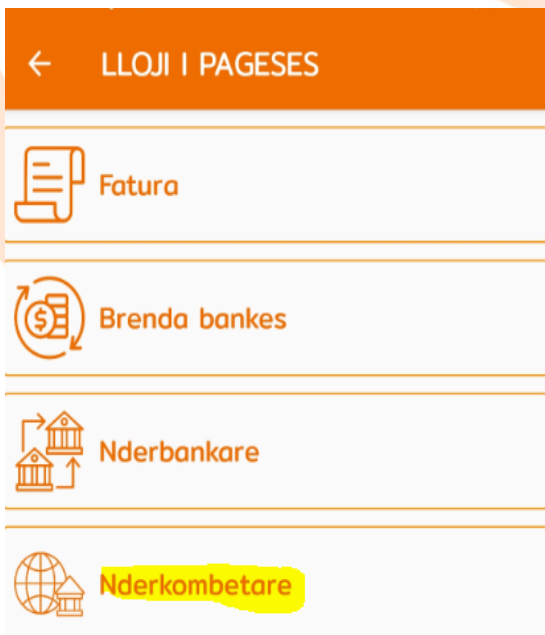 LLOJI I PAGESES
Fatura
Brenda bankes
Nderbankare
Nderkombetare